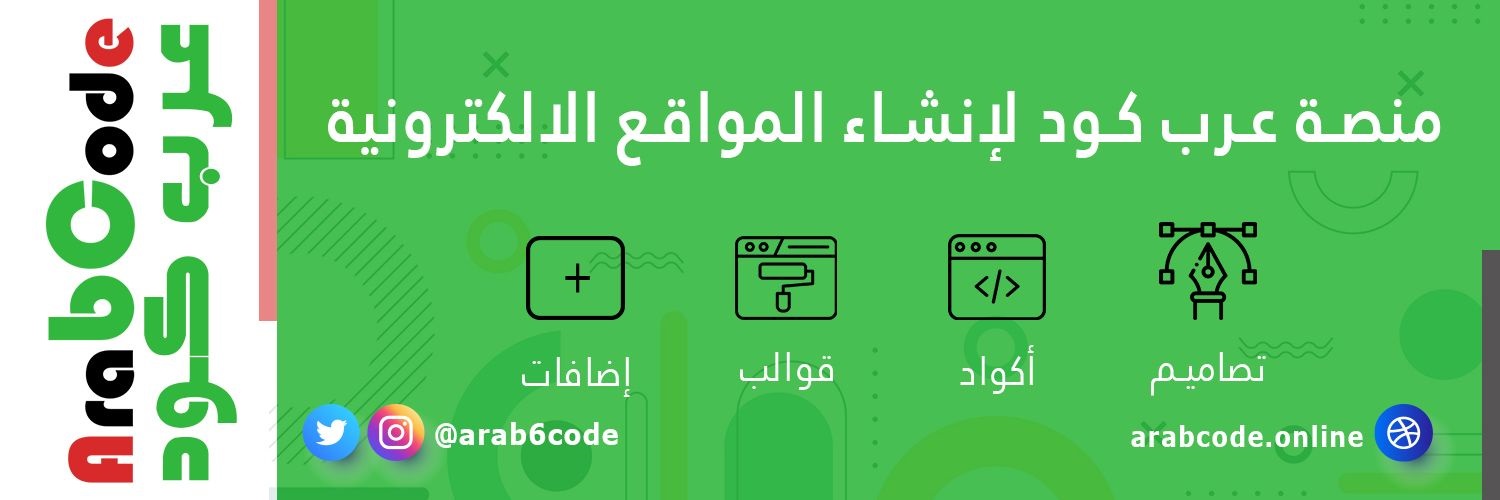 ArabCode
عرب كود
منصة عرب كود لإنشاء المواقع الالكترونية
تصاميم
أكواد
قوالب
إضافات
@arab6code
arabcode.online